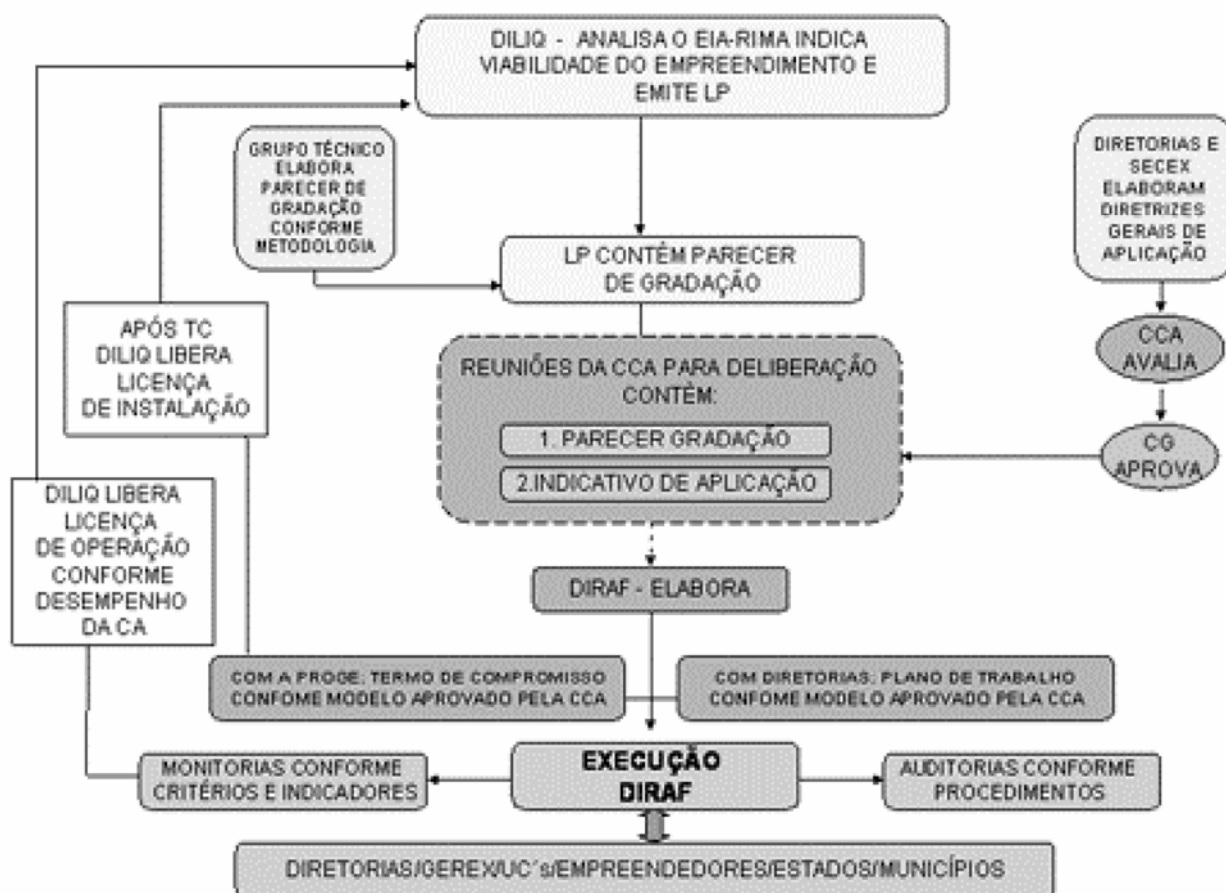 DILIQ - ANALISA O EIA-RIMA INDICA
VIABILIDADE DO EMPREENDIMENTO E
EMITE LP
GRUPO TÉCNICO
ELABORA
PARECER DE
GRADAÇÃO
CONFORME
METODOLOGIA
DIRETORIAS E
SECEX
ELABORAM
DIRETRIZES
GERAIS DE
APLICAÇÃO
LP CONTÉM PARECER
DE GRADAÇÃO
APÓS TC
DILIQ LIBERA
LICENÇA
DE INSTALAÇÃO
CCA
AVALIA
REUNIÕES DA CCA PARA DELIBERAÇÃO
CONTÉM:
1. PARECER GRADAÇÃO
2.INDICATIVO DE APLICAÇÃO
CG
APROVA
DILIQ LIBERA
LICENÇA
DE OPERAÇÃO
CONFORME
DESEMPENHO
DA CA
DIRAF - ELABORA
COM A PROGE: TERMO DE COMPROMISSO
CONFOME MODELO APROVADO PELA CCA
COM DIRETORIAS: PLANO DE TRABALHO
CONFOME MODELO APROVADO PELA CCA
MONITORIAS CONFORME
CRITÉRIOS E INDICADORES
EXECUÇÃO
DIRAF
AUDITORIAS CONFORME
PROCEDIMENTOS
DIRETORIAS/GEREX/UC´s/EMPREENDEDORES/ESTADOS/MUNICÍPIOS